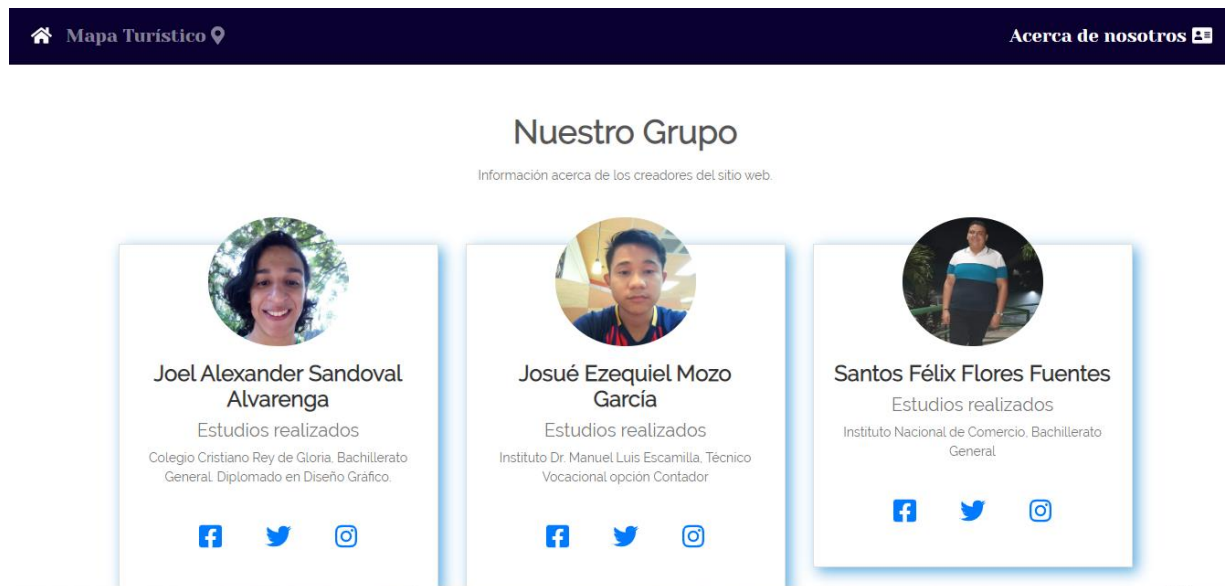 Mapa Turístico
Acerca de nosotros
Nuestro Grupo
Información acerca de los creadores del sitio web.
Joel Alexander Sandoval
Alvarenga
Estudios realizados
Colegio Cristiano Rey de Gloria, Bachillerato
General. Diplomado en Diseño Gráfico.
Josué Ezequiel Mozo
García
Estudios realizados
Instituto Dr. Manuel Luis Escamilla, Técnico
Vocacional opción Contador
Santos Félix Flores Fuentes
Estudios realizados
Instituto Nacional de Comercio, Bachillerato
General